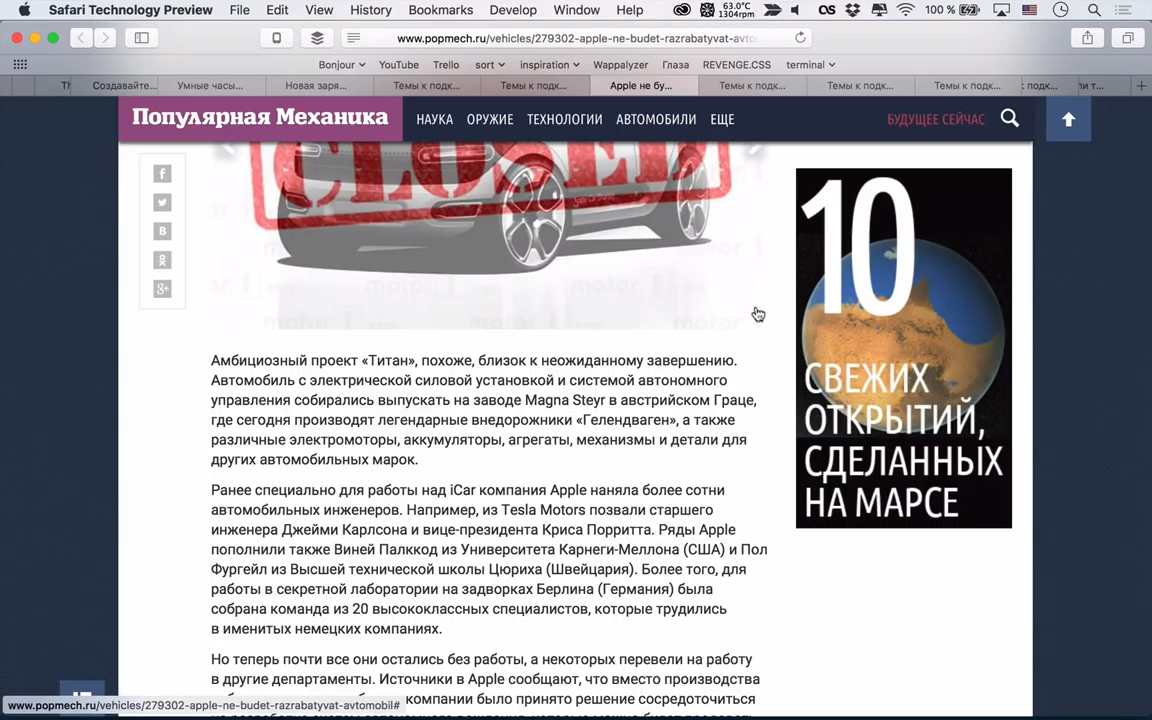 Safari Technology Preview File Edit View History Bookmarks Develop Window Help 63.0°C 1304rpm 100 %
www.popmech.ru/vehicles/279302-apple-ne-budet-razrabatyvat-avto
Bonjour YouTube Trello sort inspiration Wappalyzer Глаза REVENGE.CSS terminal
Создавайте... Умные часы... Новая заря... Темы к подк... Темы к подк... Apple не бу... Темы к подк... Темы к подк... Темы к подк...
Популярная Механика НАУКА ОРУЖИЕ ТЕХНОЛОГИИ АВТОМОБИЛИ ЕЩЕ БУДУЩЕЕ СЕЙЧАС
CLOSED
Амбициозный проект «Титан», похоже, близок к неожиданному завершению.
Автомобиль с электрической силовой установкой и системой автономного
управления собирались выпускать на заводе Magna Steyr в австрийском Граце,
где сегодня производят легендарные внедорожники «Гелендваген», а также
различные электромоторы, аккумуляторы, агрегаты, механизмы и детали для
других автомобильных марок.
Ранее специально для работы над iCar компания Apple наняла более сотни
автомобильных инженеров. Например, из Tesla Motors позвали старшего
инженера Джейми Карлсона и вице-президента Криса Порритта. Ряды Apple
пополнили также Виней Палккод из Университета Карнеги-Меллона (США) и Пол
Фургейл из Высшей технической школы Цюриха (Швейцария). Более того, для
работы в секретной лаборатории на задворках Берлина (Германия) была
собрана команда из 20 высококлассных специалистов, которые трудились
в именитых немецких компаниях.
Но теперь почти все они остались без работы, а некоторых перевели на работу
в другие департаменты. Источники в Apple сообщают, что вместо производства
компании было принято решение сосредоточиться
10
СВЕЖИХ
ОТКРЫТИЙ,
СДЕЛАННЫХ
НА МАРСЕ
www.popmech.ru/vehicles/279302-apple-ne-budet-razrabatyvat-avtomobil#